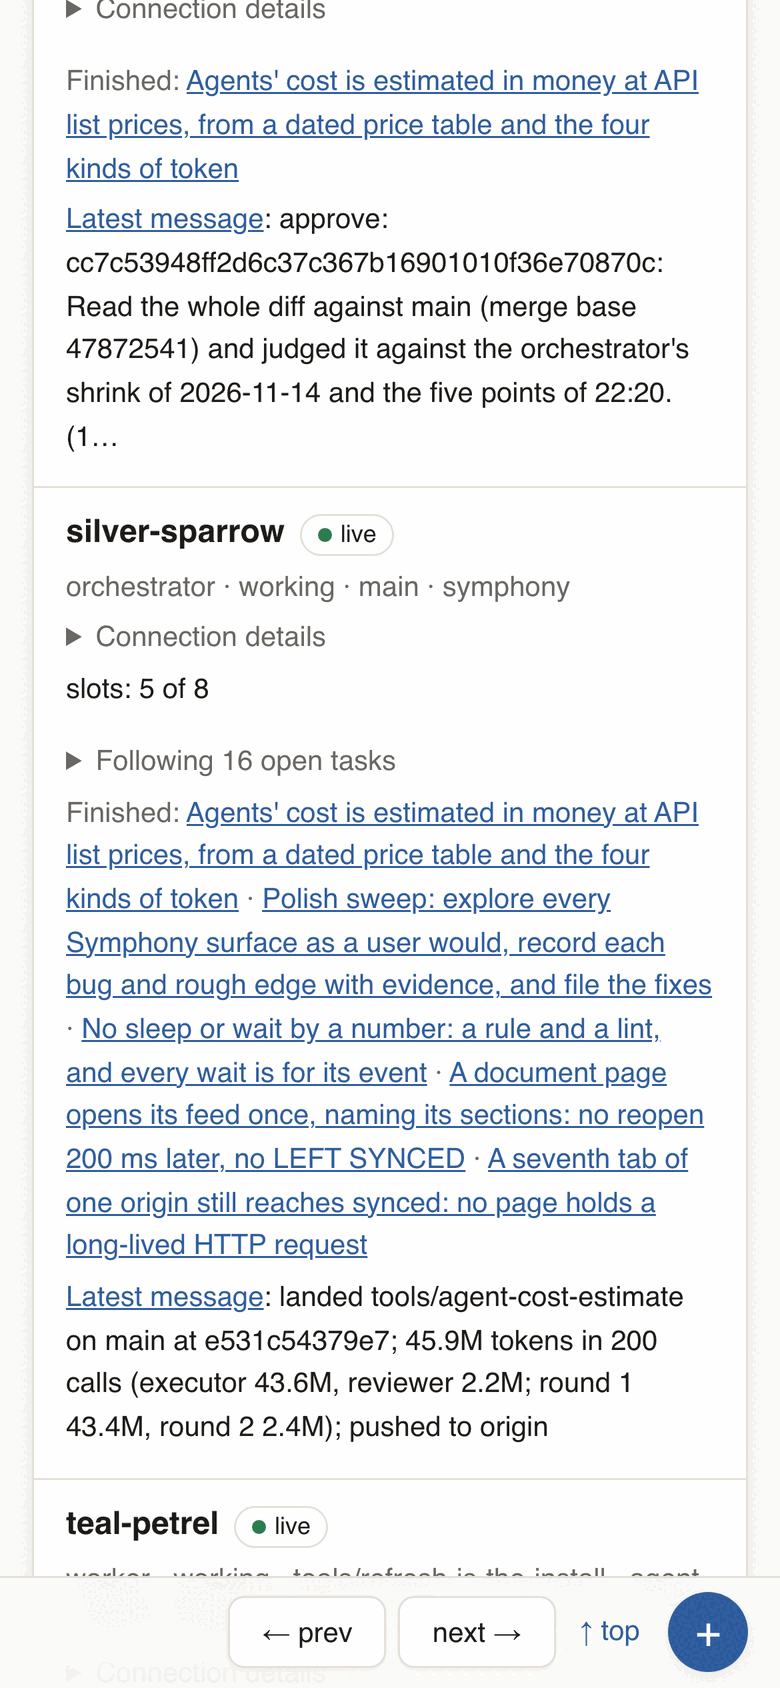 ▶ Connection details
Finished: Agents' cost is estimated in money at API
list prices, from a dated price table and the four
kinds of token
Latest message: approve:
cc7c53948ff2d6c37c367b16901010f36e70870c:
Read the whole diff against main (merge base
47872541) and judged it against the orchestrator's
shrink of 2026-11-14 and the five points of 22:20.
(1…
silver-sparrow live
orchestrator · working · main · symphony
▶ Connection details
slots: 5 of 8
▶ Following 16 open tasks
Finished: Agents' cost is estimated in money at API
list prices, from a dated price table and the four
kinds of token · Polish sweep: explore every
Symphony surface as a user would, record each
bug and rough edge with evidence, and file the fixes
· No sleep or wait by a number: a rule and a lint,
and every wait is for its event · A document page
opens its feed once, naming its sections: no reopen
200 ms later, no LEFT SYNCED · A seventh tab of
one origin still reaches synced: no page holds a
long-lived HTTP request
Latest message: landed tools/agent-cost-estimate
on main at e531c54379e7; 45.9M tokens in 200
calls (executor 43.6M, reviewer 2.2M; round 1
43.4M, round 2 2.4M); pushed to origin
teal-petrel live
worker · working · tools/refresh-is-the-install · agent
← prev next → ↑ top +
▶ Connection details